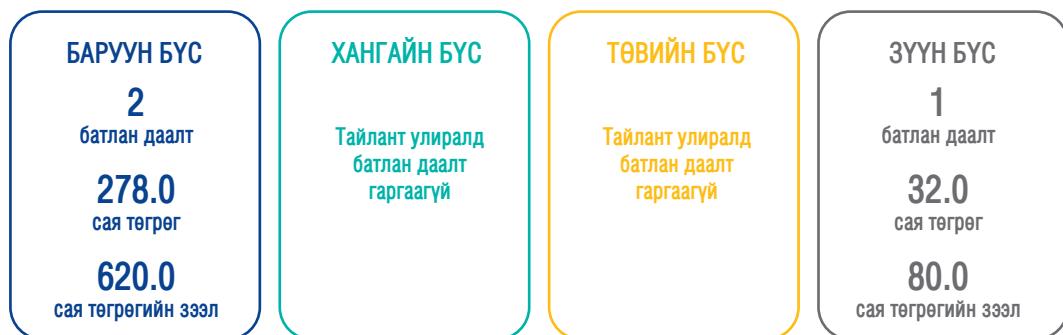 БАРУУН БҮС
2
батлан даалт
278.0
сая төгрөг
620.0
сая төгрөгийн зээл
ХАНГАЙН БҮС
Тайлант улиралд
батлан даалт
гаргаагүй
ТӨВИЙН БҮС
Тайлант улиралд
батлан даалт
гаргаагүй
ЗҮҮН БҮС
1
батлан даалт
32.0
сая төгрөг
80.0
сая төгрөгийн зээл